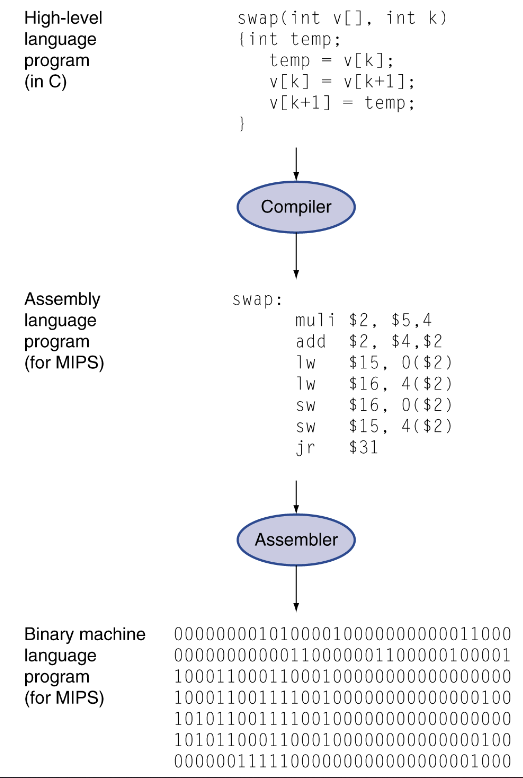 High-level
language
program
(in C)
swap(int v[], int k)
{int temp;
temp = v[k];
v[k] = v[k+1];
v[k+1] = temp;
}
Compiler
Assembly
language
program
(for MIPS)
swap:
muli $2, $5,4
add $2, $4,$2
lw $15, 0($2)
lw $16, 4($2)
sw $16, 0($2)
sw $15, 4($2)
jr $31
Assembler
Binary machine
language
program
(for MIPS)
00000000101000010000000000011000
00000000000110000001100000100001
10001100011000100000000000000000
10001100111100100000000000000100
10101100111100100000000000000000
10101100011000100000000000000100
00000011111000000000000000001000